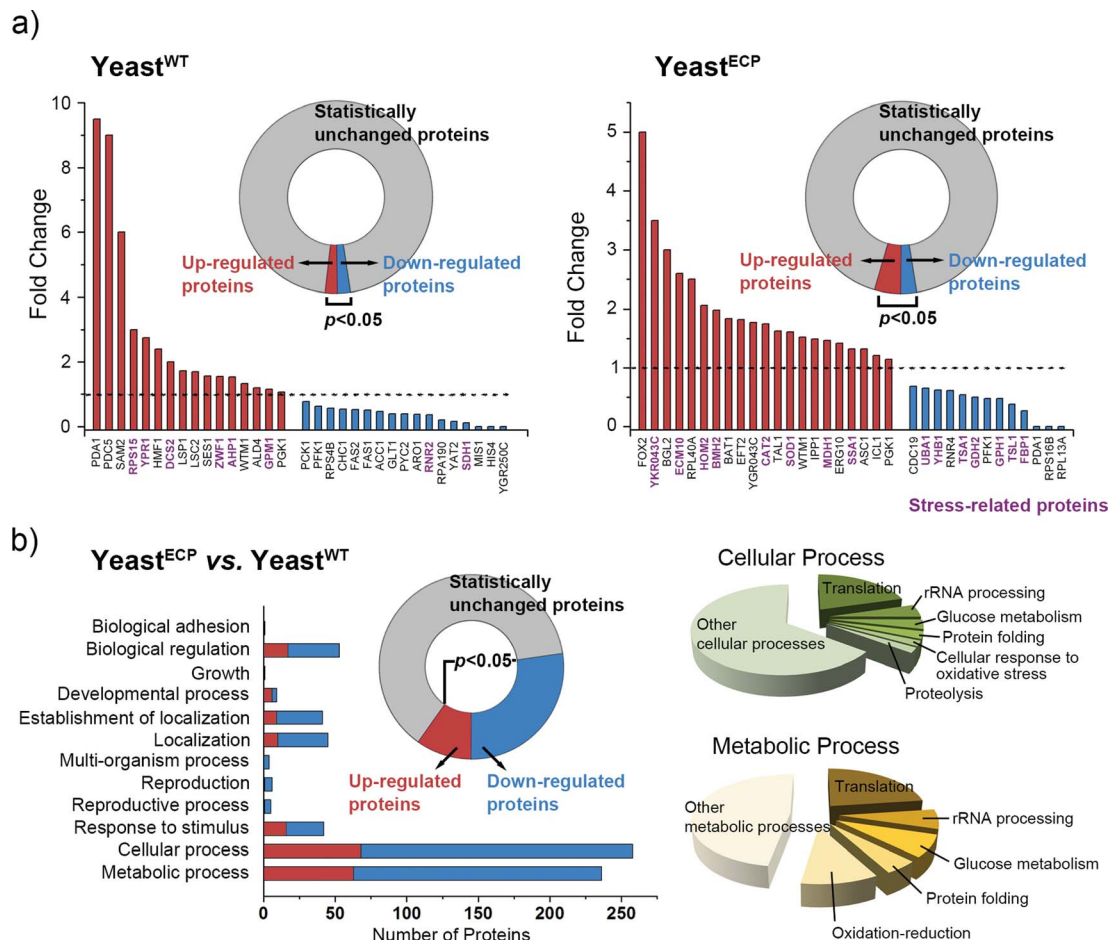 a)
Yeast^WT
Fold Change
10
8
6
4
2
0
Statistically
unchanged proteins
Up-regulated
proteins
Down-regulated
proteins
p<0.05
PDA1
PDC5
SAM2
RPS15
YPR1
HMF1
DCS2
LSP1
LSC2
SES1
ZWF1
AHP1
WTM1
ALD4
GPM1
PGK1
PCK1
PFK1
RPS4B
CHC1
FAS2
FAS1
ACC1
GLT1
PYC2
ARO1
RNR2
RPA190
YAT2
SDH1
MIS1
HIS4
YGR250C
Yeast^ECP
Fold Change
5
4
3
2
1
0
Statistically
unchanged proteins
Up-regulated
proteins
Down-regulated
proteins
p<0.05
FOX2
YKR043C
BGL2
ECM10
RPL40A
HOM2
BMH2
BAT1
EFT2
YGR043C
CAT2
TAL1
SOD1
WTM1
IPP1
MDH1
ERG10
SSA1
ASC1
ICL1
PGK1
CDC19
UBA1
YHB1
RNR4
TSA1
GDH2
PFK1
GPH1
TSL1
FBP1
PDA1
RPS16B
RPL13A
Stress-related proteins
b)
Yeast^ECP vs. Yeast^WT
Biological adhesion
Biological regulation
Growth
Developmental process
Establishment of localization
Localization
Multi-organism process
Reproduction
Reproductive process
Response to stimulus
Cellular process
Metabolic process
0
50
100
150
200
250
Number of Proteins
Statistically
unchanged proteins
p<0.05
Up-regulated
proteins
Down-regulated
proteins
Cellular Process
Translation
rRNA processing
Glucose metabolism
Protein folding
Cellular response to
oxidative stress
Proteolysis
Other
cellular processes
Metabolic Process
Translation
rRNA processing
Glucose metabolism
Protein folding
Oxidation-reduction
Other
metabolic processes